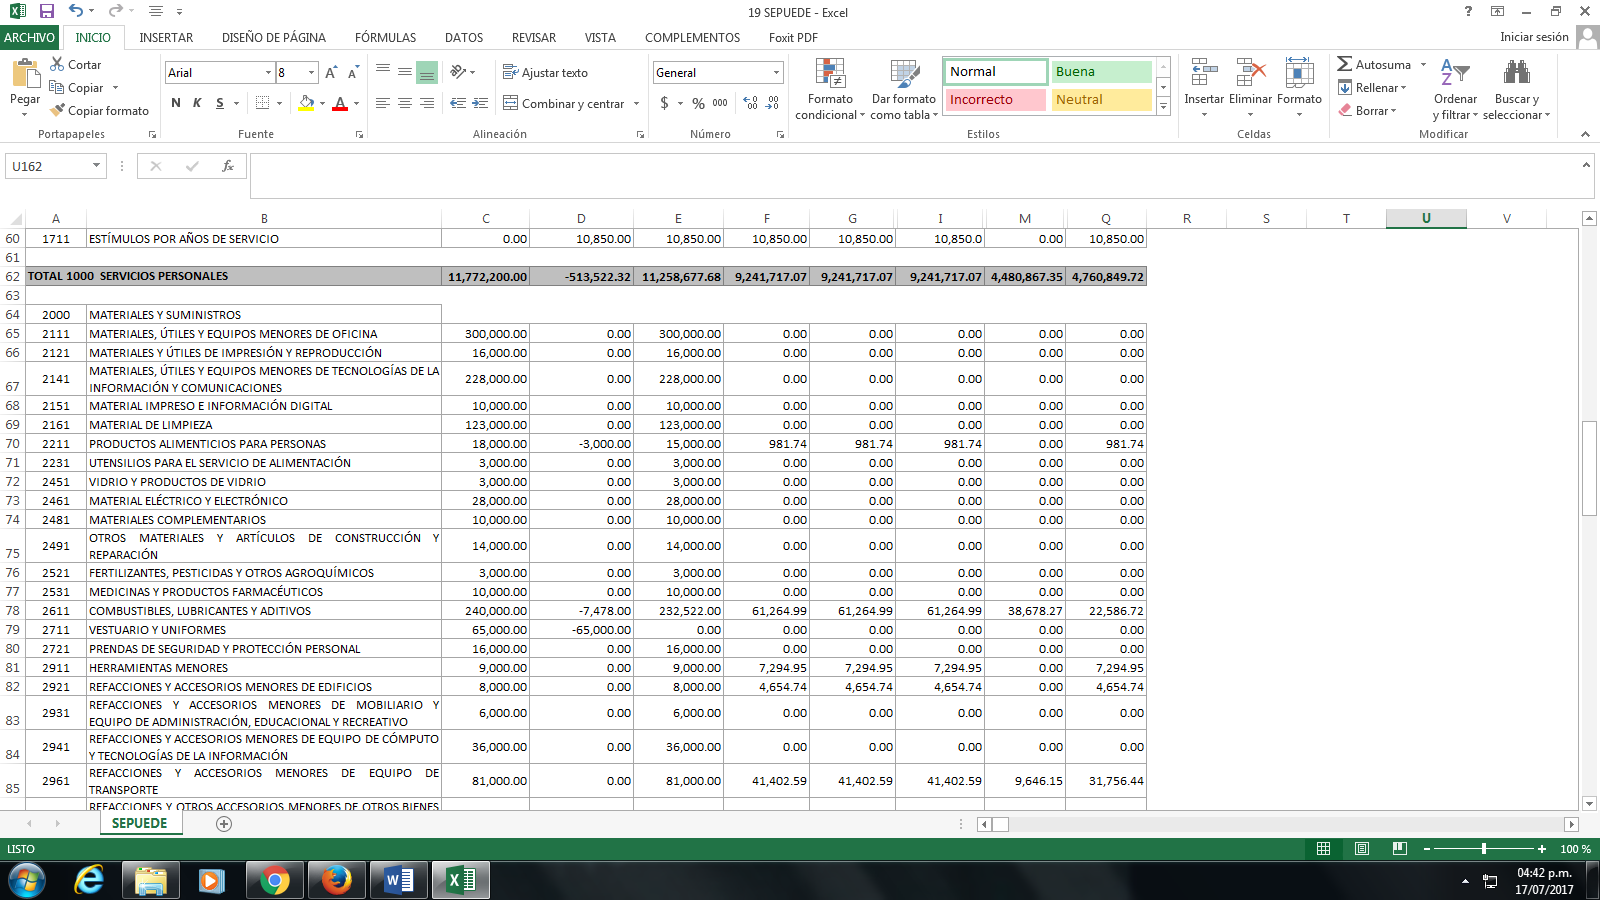 19 SEPUEDE - Excel
ARCHIVO INICIO INSERTAR DISEÑO DE PÁGINA FÓRMULAS DATOS REVISAR VISTA COMPLEMENTOS Foxit PDF Iniciar sesión
Pegar
Cortar
Copiar
Copiar formato
Portapapeles
Arial 8
N K S A
Fuente
Ajustar texto
Combinar y centrar
Alineación
General
$ % 000
Número
Formato condicional
Dar formato como tabla
Normal Buena
Incorrecto Neutral
Estilos
Insertar Eliminar Formato
Celdas
Autosuma
Rellenar
Borrar
Ordenar y filtrar
Buscar y seleccionar
Modificar
U162 fx
A B C D E F G I M Q R S T U V
60 1711 ESTÍMULOS POR AÑOS DE SERVICIO 0.00 10,850.00 10,850.00 10,850.00 10,850.00 10,850.0 0.00 10,850.00
61
62 TOTAL 1000 SERVICIOS PERSONALES 11,772,200.00 -513,522.32 11,258,677.68 9,241,717.07 9,241,717.07 9,241,717.07 4,480,867.35 4,760,849.72
63
64 2000 MATERIALES Y SUMINISTROS
65 2111 MATERIALES, ÚTILES Y EQUIPOS MENORES DE OFICINA 300,000.00 0.00 300,000.00 0.00 0.00 0.00 0.00 0.00
66 2121 MATERIALES Y ÚTILES DE IMPRESIÓN Y REPRODUCCIÓN 16,000.00 0.00 16,000.00 0.00 0.00 0.00 0.00 0.00
67 2141 MATERIALES, ÚTILES Y EQUIPOS MENORES DE TECNOLOGÍAS DE LA
INFORMACIÓN Y COMUNICACIONES 228,000.00 0.00 228,000.00 0.00 0.00 0.00 0.00 0.00
68 2151 MATERIAL IMPRESO E INFORMACIÓN DIGITAL 10,000.00 0.00 10,000.00 0.00 0.00 0.00 0.00 0.00
69 2161 MATERIAL DE LIMPIEZA 123,000.00 0.00 123,000.00 0.00 0.00 0.00 0.00 0.00
70 2211 PRODUCTOS ALIMENTICIOS PARA PERSONAS 18,000.00 -3,000.00 15,000.00 981.74 981.74 981.74 0.00 981.74
71 2231 UTENSILIOS PARA EL SERVICIO DE ALIMENTACIÓN 3,000.00 0.00 3,000.00 0.00 0.00 0.00 0.00 0.00
72 2451 VIDRIO Y PRODUCTOS DE VIDRIO 3,000.00 0.00 3,000.00 0.00 0.00 0.00 0.00 0.00
73 2461 MATERIAL ELÉCTRICO Y ELECTRÓNICO 28,000.00 0.00 28,000.00 0.00 0.00 0.00 0.00 0.00
74 2481 MATERIALES COMPLEMENTARIOS 10,000.00 0.00 10,000.00 0.00 0.00 0.00 0.00 0.00
75 2491 OTROS MATERIALES Y ARTÍCULOS DE CONSTRUCCIÓN Y
REPARACIÓN 14,000.00 0.00 14,000.00 0.00 0.00 0.00 0.00 0.00
76 2521 FERTILIZANTES, PESTICIDAS Y OTROS AGROQUÍMICOS 3,000.00 0.00 3,000.00 0.00 0.00 0.00 0.00 0.00
77 2531 MEDICINAS Y PRODUCTOS FARMACÉUTICOS 10,000.00 0.00 10,000.00 0.00 0.00 0.00 0.00 0.00
78 2611 COMBUSTIBLES, LUBRICANTES Y ADITIVOS 240,000.00 -7,478.00 232,522.00 61,264.99 61,264.99 61,264.99 38,678.27 22,586.72
79 2711 VESTUARIO Y UNIFORMES 65,000.00 -65,000.00 0.00 0.00 0.00 0.00 0.00 0.00
80 2721 PRENDAS DE SEGURIDAD Y PROTECCIÓN PERSONAL 16,000.00 0.00 16,000.00 0.00 0.00 0.00 0.00 0.00
81 2911 HERRAMIENTAS MENORES 9,000.00 0.00 9,000.00 7,294.95 7,294.95 7,294.95 0.00 7,294.95
82 2921 REFACCIONES Y ACCESORIOS MENORES DE EDIFICIOS 8,000.00 0.00 8,000.00 4,654.74 4,654.74 4,654.74 0.00 4,654.74
83 2931 REFACCIONES Y ACCESORIOS MENORES DE MOBILIARIO Y
EQUIPO DE ADMINISTRACIÓN, EDUCACIONAL Y RECREATIVO 6,000.00 0.00 6,000.00 0.00 0.00 0.00 0.00 0.00
84 2941 REFACCIONES Y ACCESORIOS MENORES DE EQUIPO DE CÓMPUTO
Y TECNOLOGÍAS DE LA INFORMACIÓN 36,000.00 0.00 36,000.00 0.00 0.00 0.00 0.00 0.00
85 2961 REFACCIONES Y ACCESORIOS MENORES DE EQUIPO DE
TRANSPORTE 81,000.00 0.00 81,000.00 41,402.59 41,402.59 41,402.59 9,646.15 31,756.44
REFACCIONES Y OTROS ACCESORIOS MENORES DE OTROS BIENES
SEPUEDE
LISTO 100 %
04:42 p.m.
17/07/2017